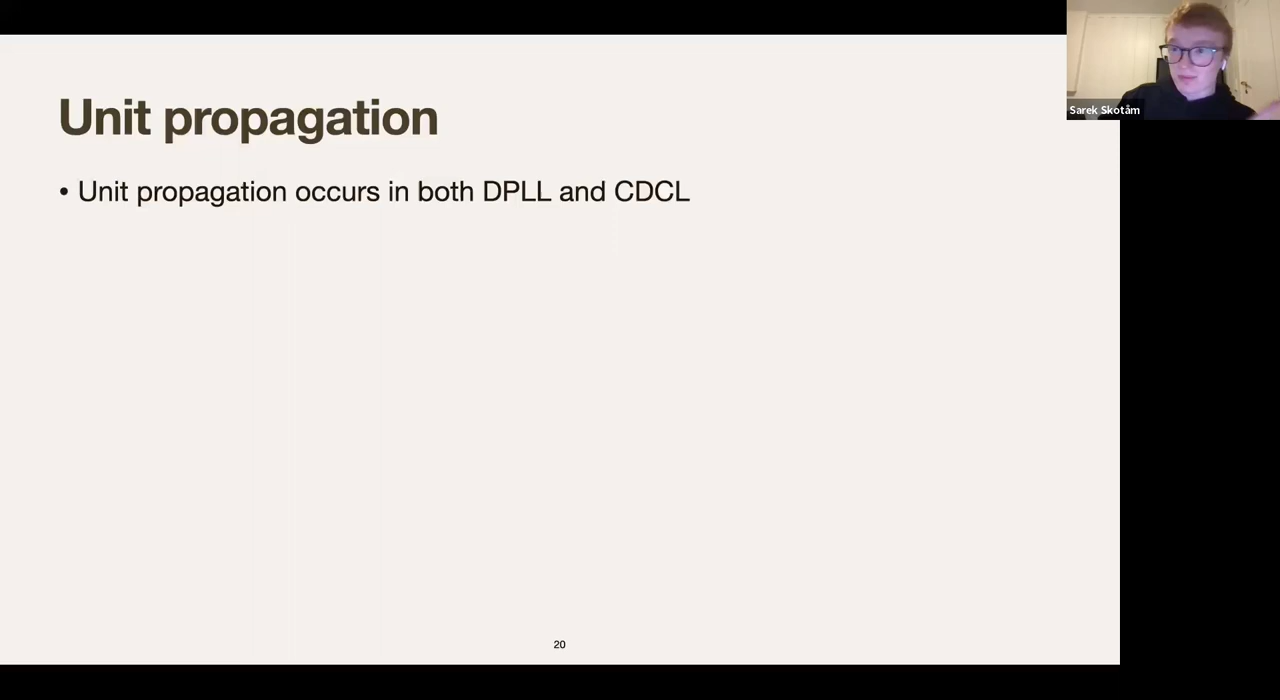 Unit propagation
• Unit propagation occurs in both DPLL and CDCL
Sarek Skotåm
20